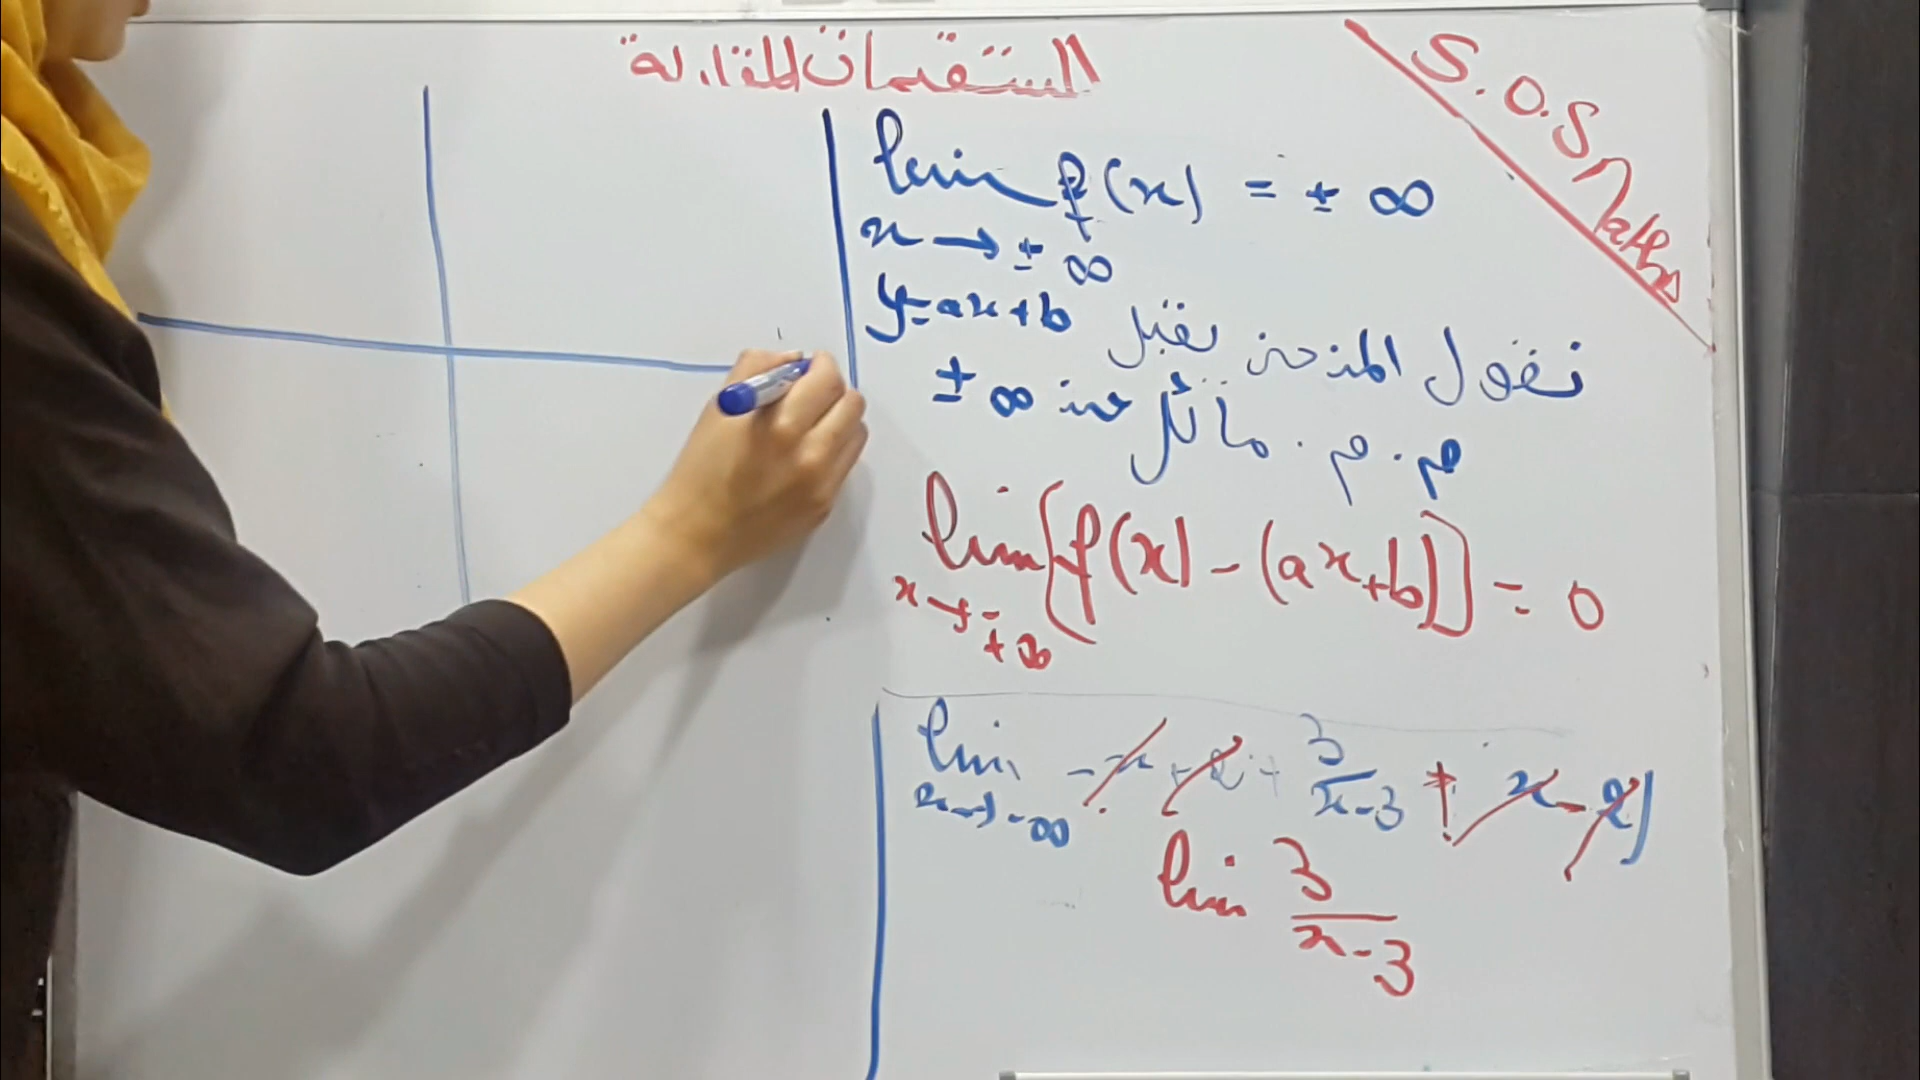 المستقيمات المقاربة
S.O.S Maths
lim f(x) = ± ∞
x → ± ∞
y = ax + b نقول المنحنى يقبل
م . م . مائل عند ∞ ±
lim [f(x) - (ax+b)] = 0
x → -
+ ∞
lim -x + 2 + 3/(x-3) + x - 2)
x → -∞
lim 3/(x-3)